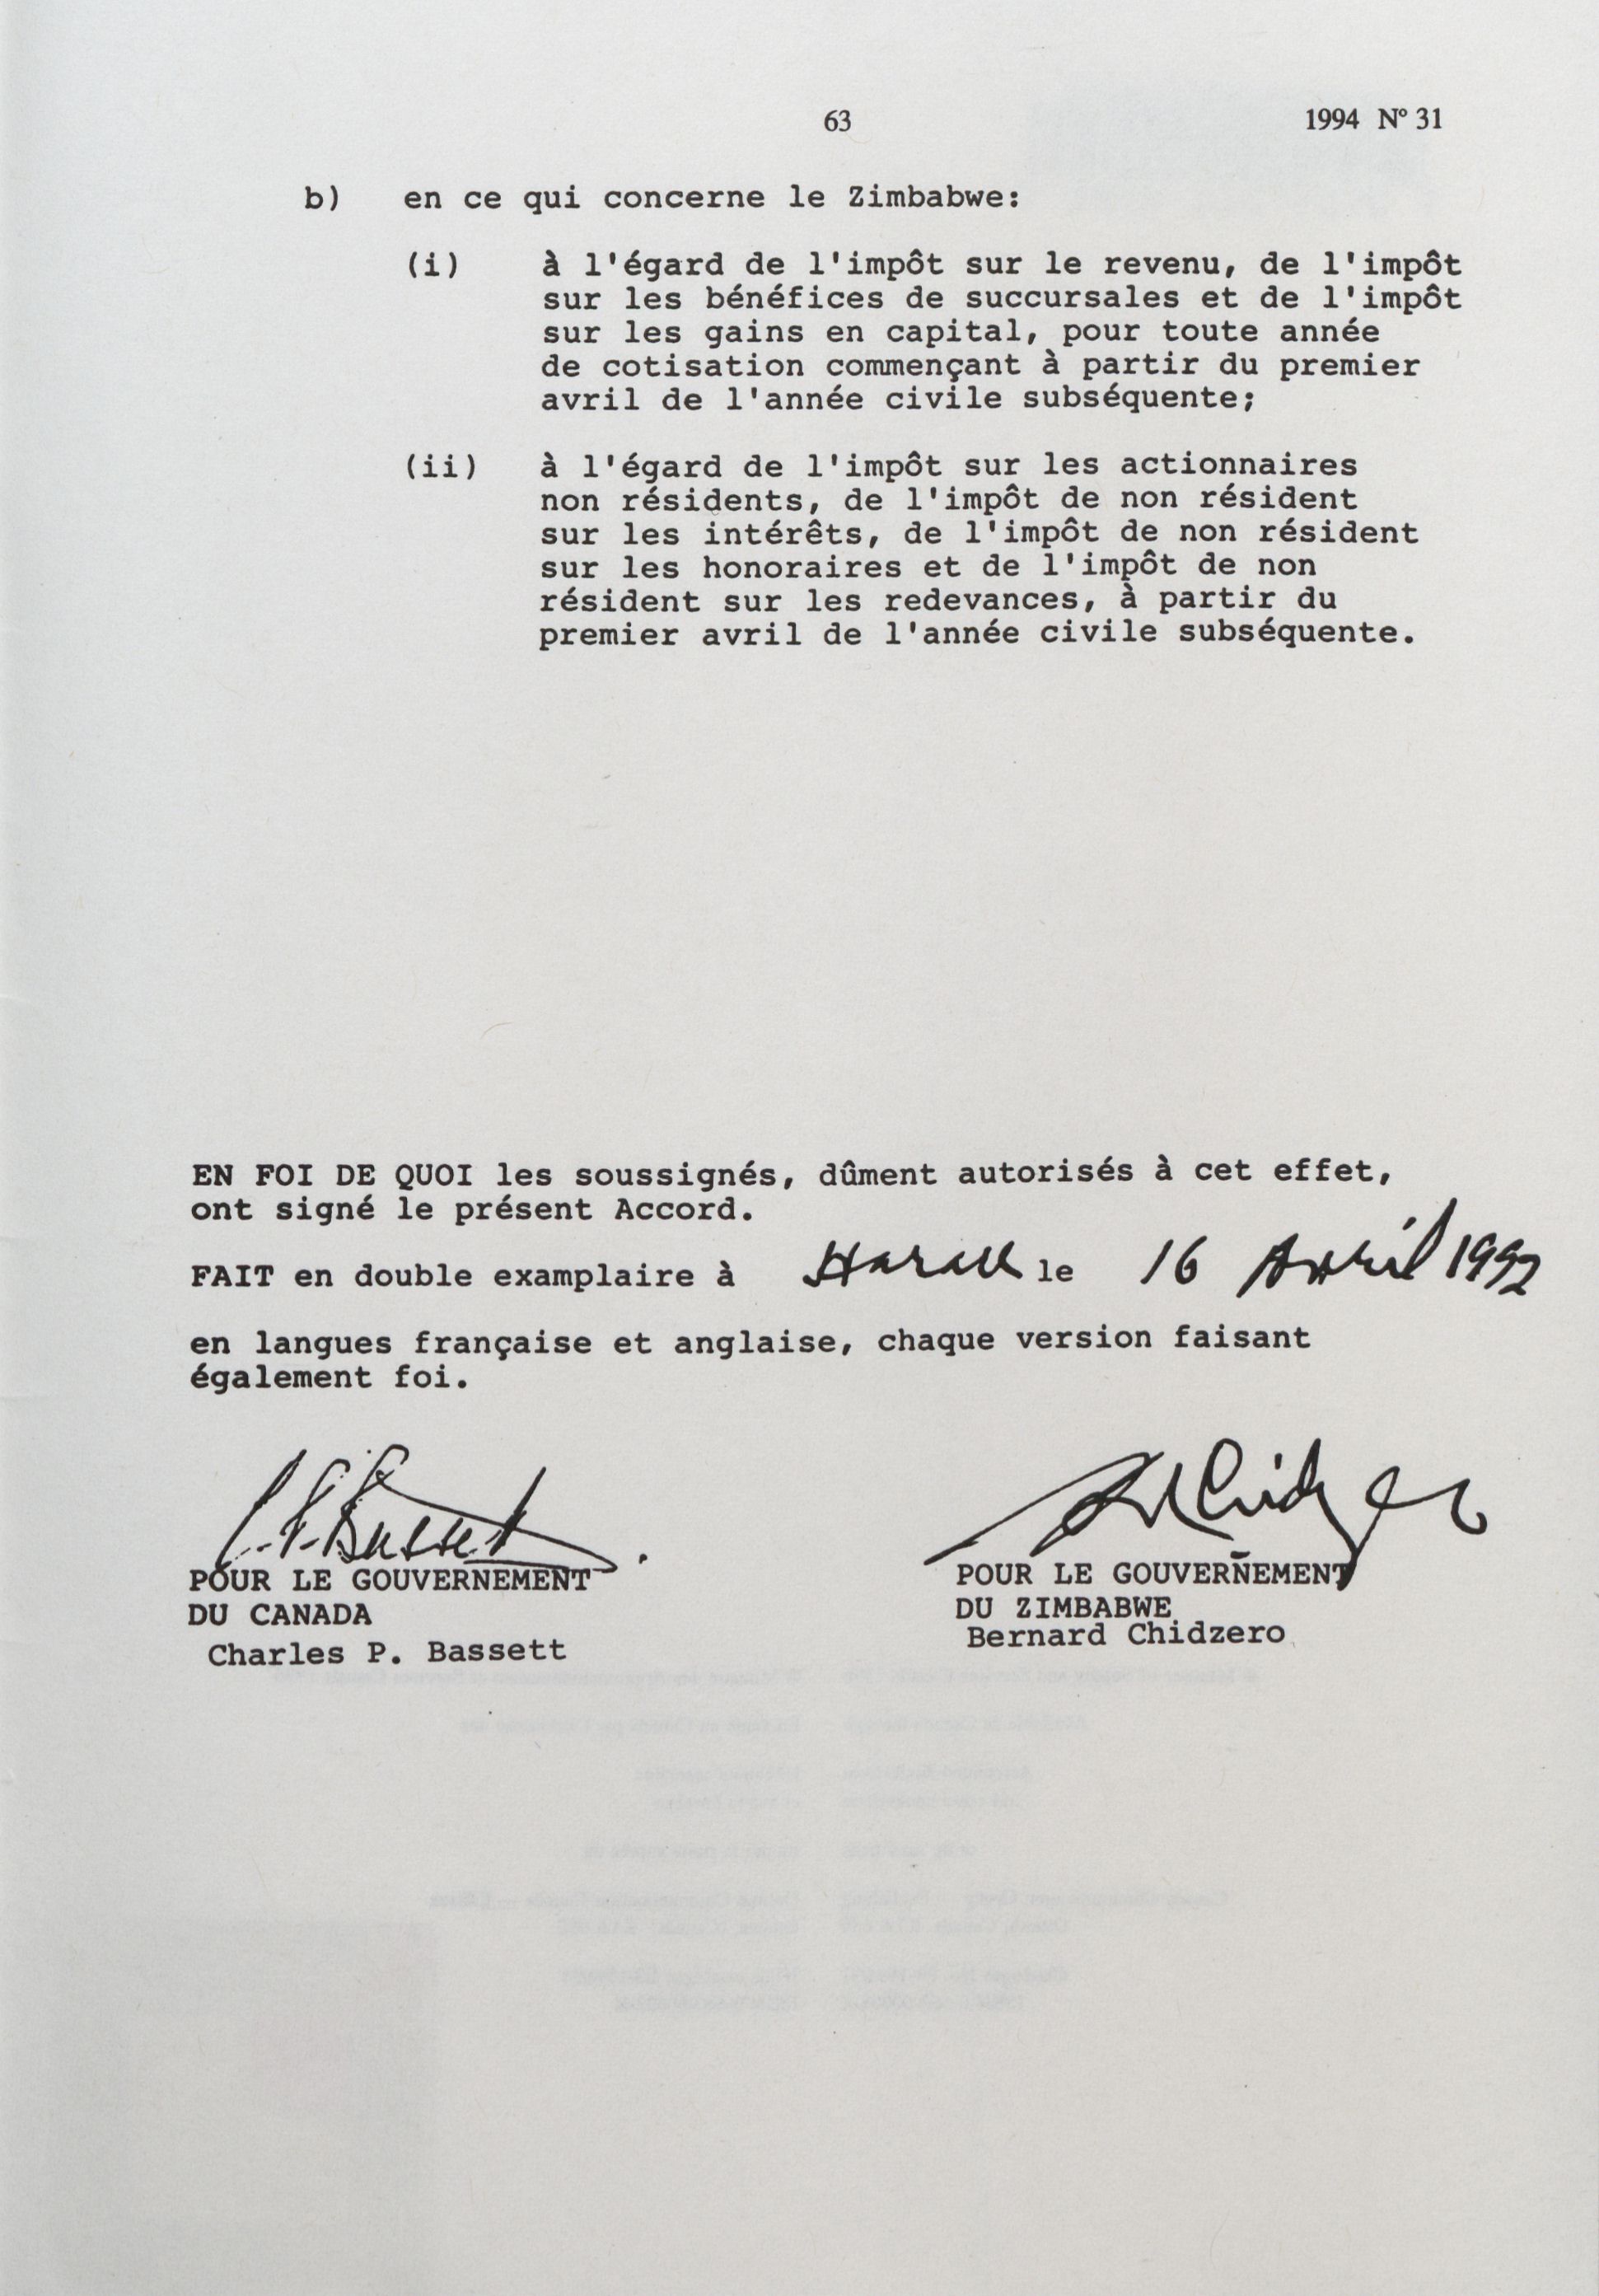 63
1994 Nº 31
b) en ce qui concerne le Zimbabwe:
(i) à l'égard de l'impôt sur le revenu, de l'impôt
sur les bénéfices de succursales et de l'impôt
sur les gains en capital, pour toute année
de cotisation commençant à partir du premier
avril de l'année civile subséquente;
(ii) à l'égard de l'impôt sur les actionnaires
non résidents, de l'impôt de non résident
sur les intérêts, de l'impôt de non résident
sur les honoraires et de l'impôt de non
résident sur les redevances, à partir du
premier avril de l'année civile subséquente.
EN FOI DE QUOI les soussignés, dûment autorisés à cet effet,
ont signé le présent Accord.
FAIT en double examplaire à Harare le 16 Avril 1992
en langues française et anglaise, chaque version faisant
également foi.
C.P. Bassett
Chidzero
POUR LE GOUVERNEMENT
DU CANADA
Charles P. Bassett
POUR LE GOUVERNEMENT
DU ZIMBABWE
Bernard Chidzero